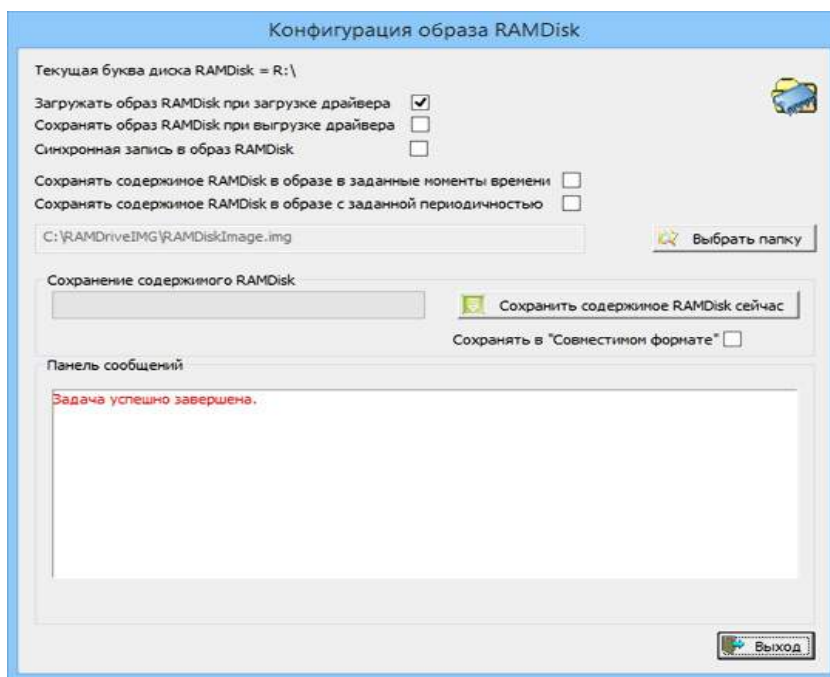 Конфигурация образа RAMDisk
Текущая буква диска RAMDisk = R:\
Загружать образ RAMDisk при загрузке драйвера
Сохранять образ RAMDisk при выгрузке драйвера
Синхронная запись в образ RAMDisk
Сохранять содержимое RAMDisk в образе в заданные моменты времени
Сохранять содержимое RAMDisk в образе с заданной периодичностью
C:\RAMDriveIMG\RAMDiskImage.img
Выбрать папку
Сохранение содержимого RAMDisk
Сохранить содержимое RAMDisk сейчас
Сохранять в "Совместимом формате"
Панель сообщений
Задача успешно завершена.
Выход